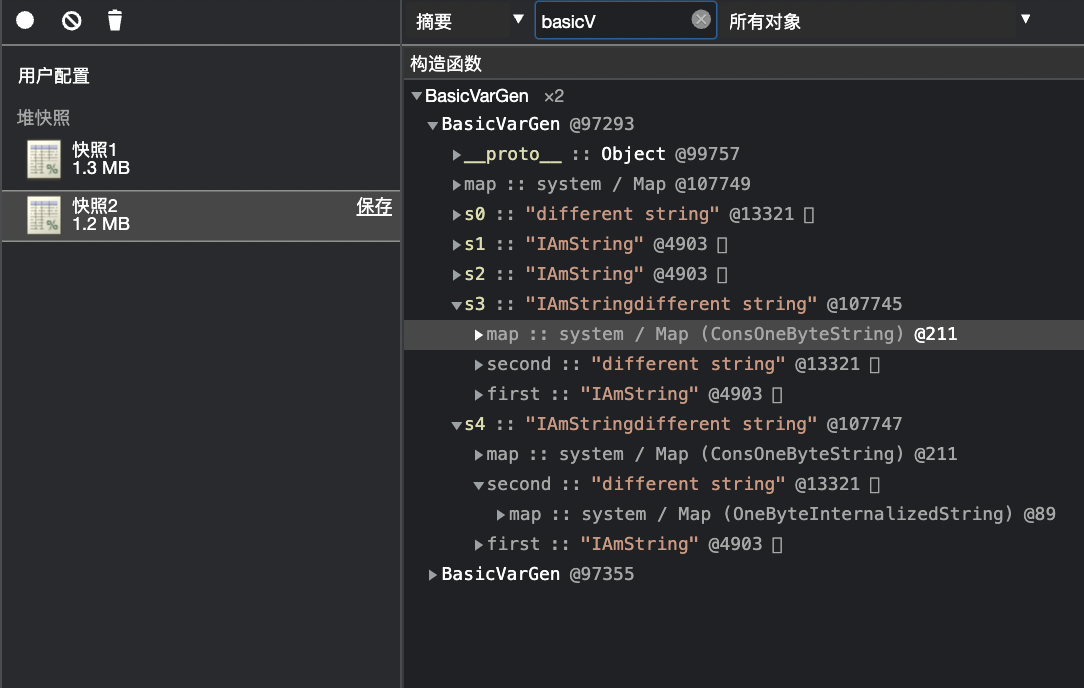 摘要
basicV
所有对象
用户配置
堆快照
快照1
1.3 MB
快照2
1.2 MB
保存
构造函数
BasicVarGen ×2
BasicVarGen @97293
__proto__ :: Object @99757
map :: system / Map @107749
s0 :: "different string" @13321
s1 :: "IAmString" @4903
s2 :: "IAmString" @4903
s3 :: "IAmStringdifferent string" @107745
map :: system / Map (ConsOneByteString) @211
second :: "different string" @13321
first :: "IAmString" @4903
s4 :: "IAmStringdifferent string" @107747
map :: system / Map (ConsOneByteString) @211
second :: "different string" @13321
map :: system / Map (OneByteInternalizedString) @89
first :: "IAmString" @4903
BasicVarGen @97355